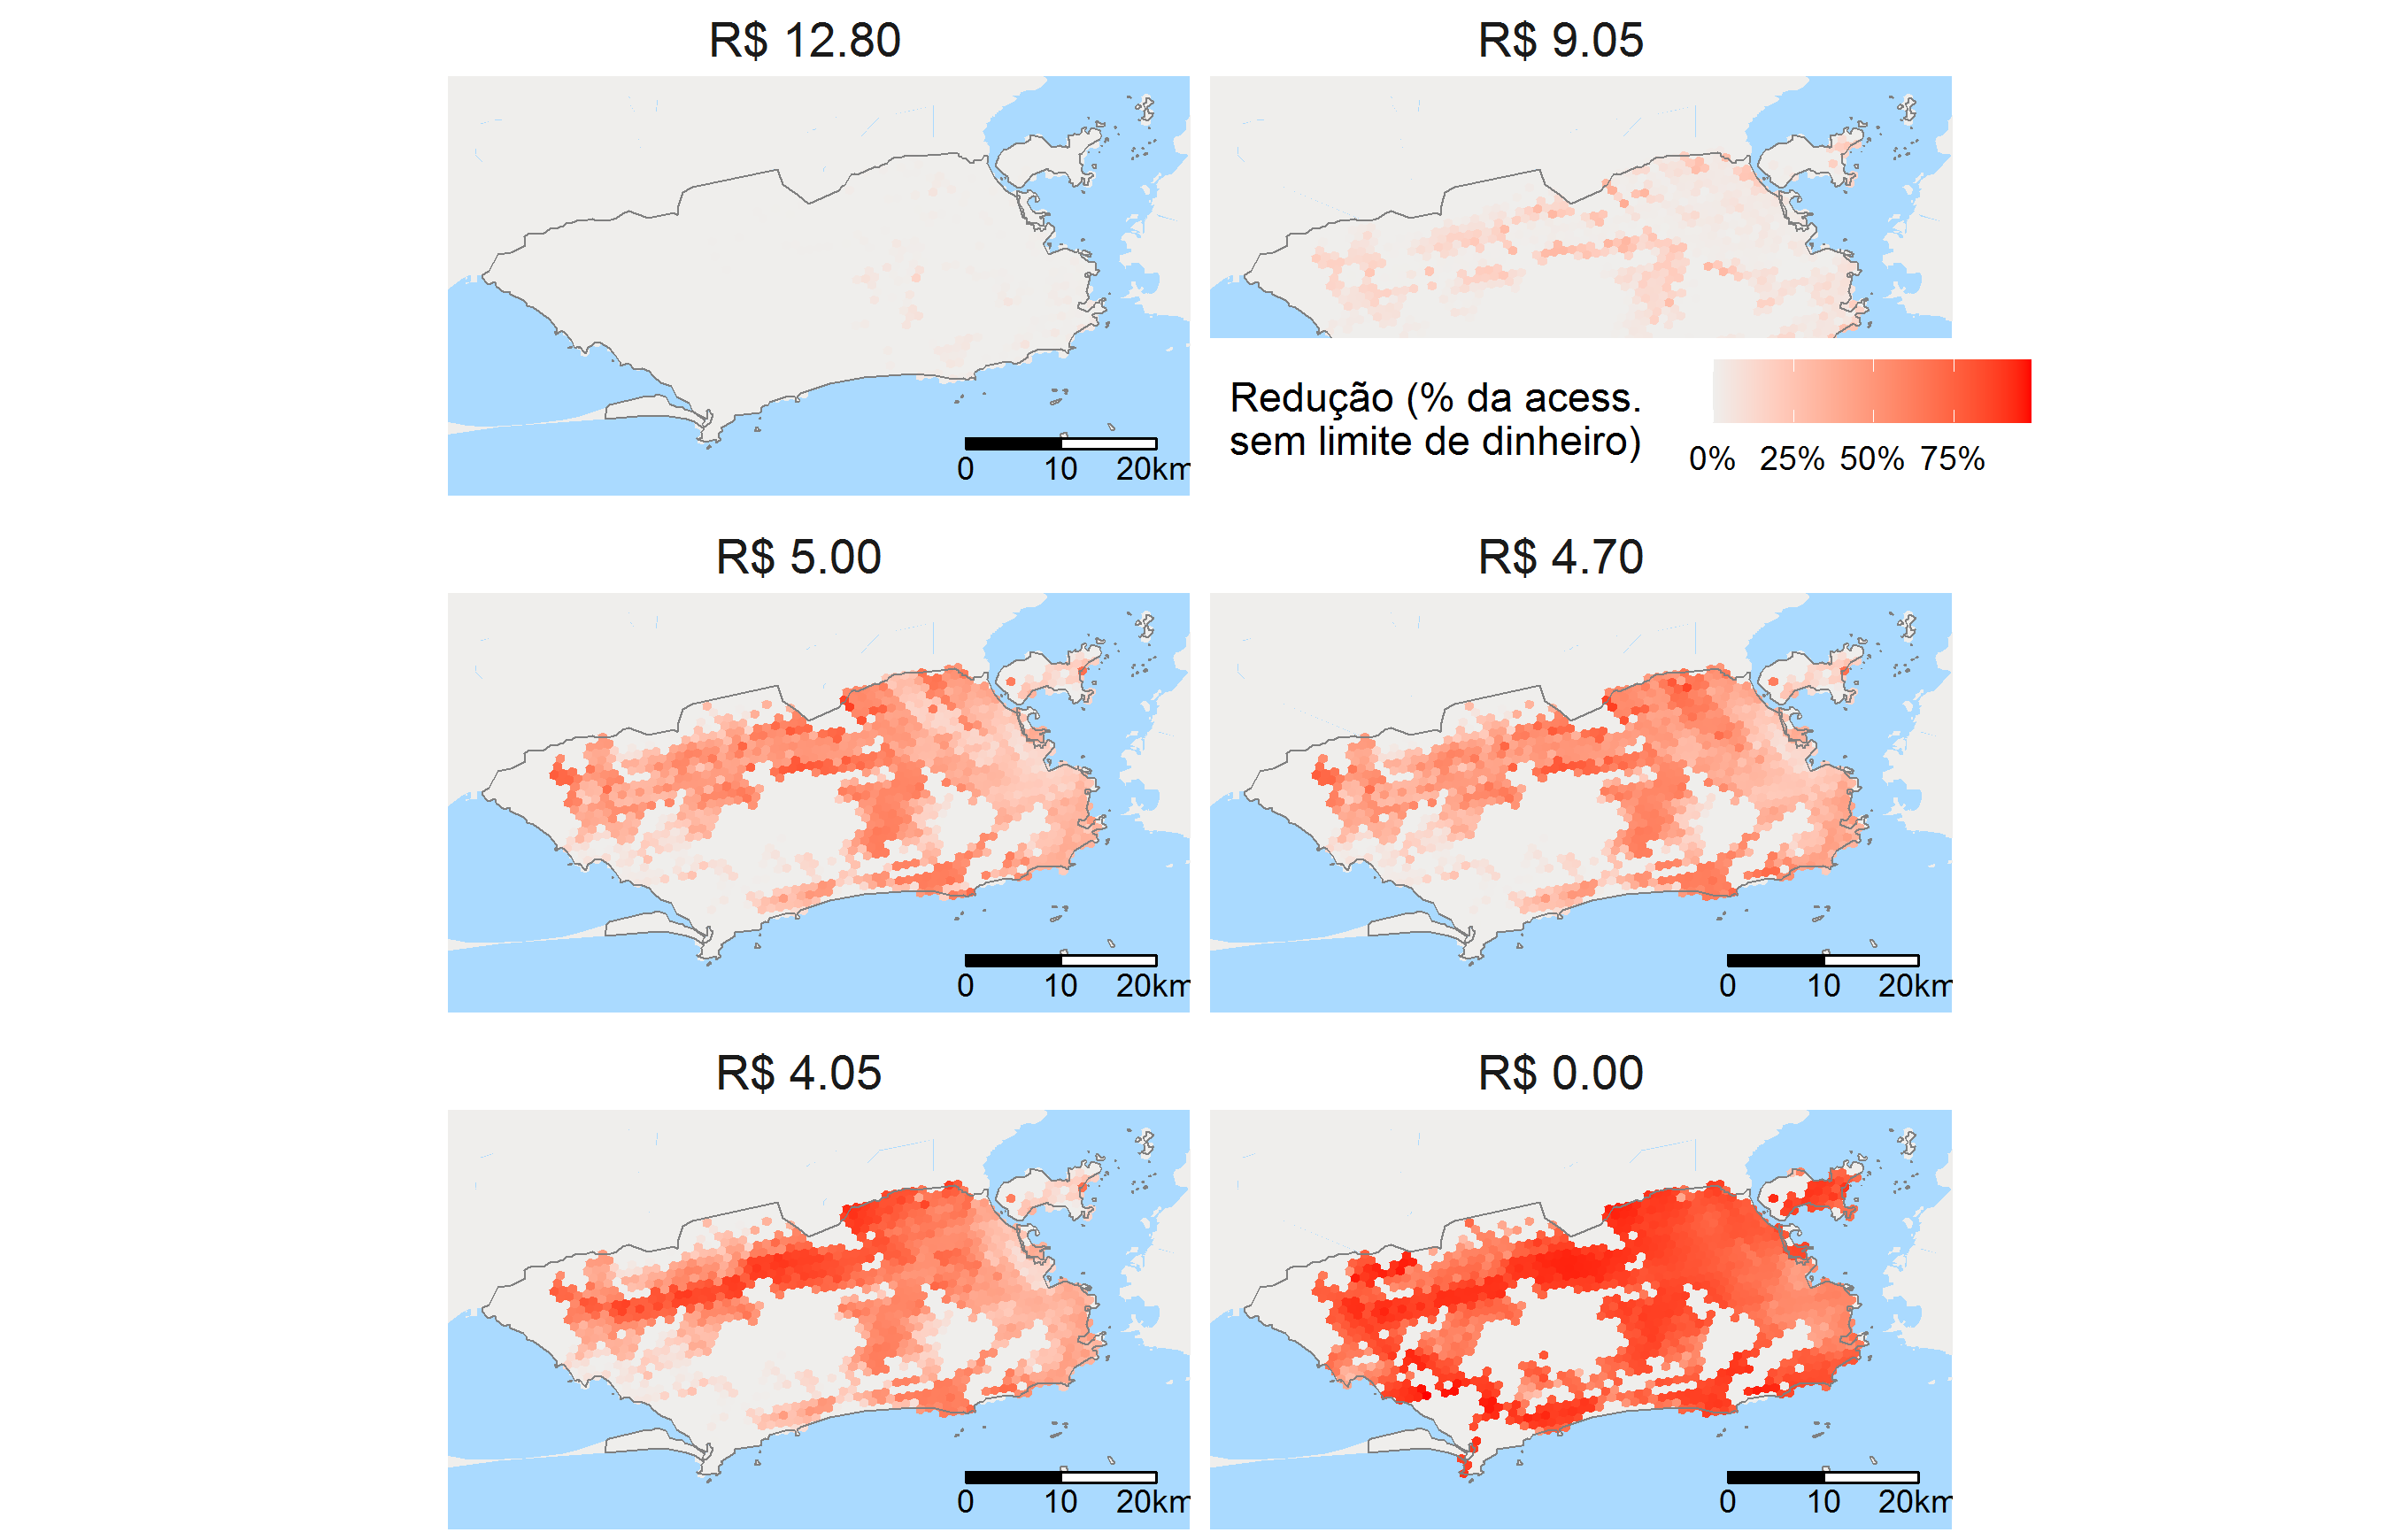 R$ 12.80
R$ 9.05
0 10 20km
Redução (% da acess.
sem limite de dinheiro)
0% 25% 50% 75%
R$ 5.00
R$ 4.70
0 10 20km
0 10 20km
R$ 4.05
R$ 0.00
0 10 20km
0 10 20km